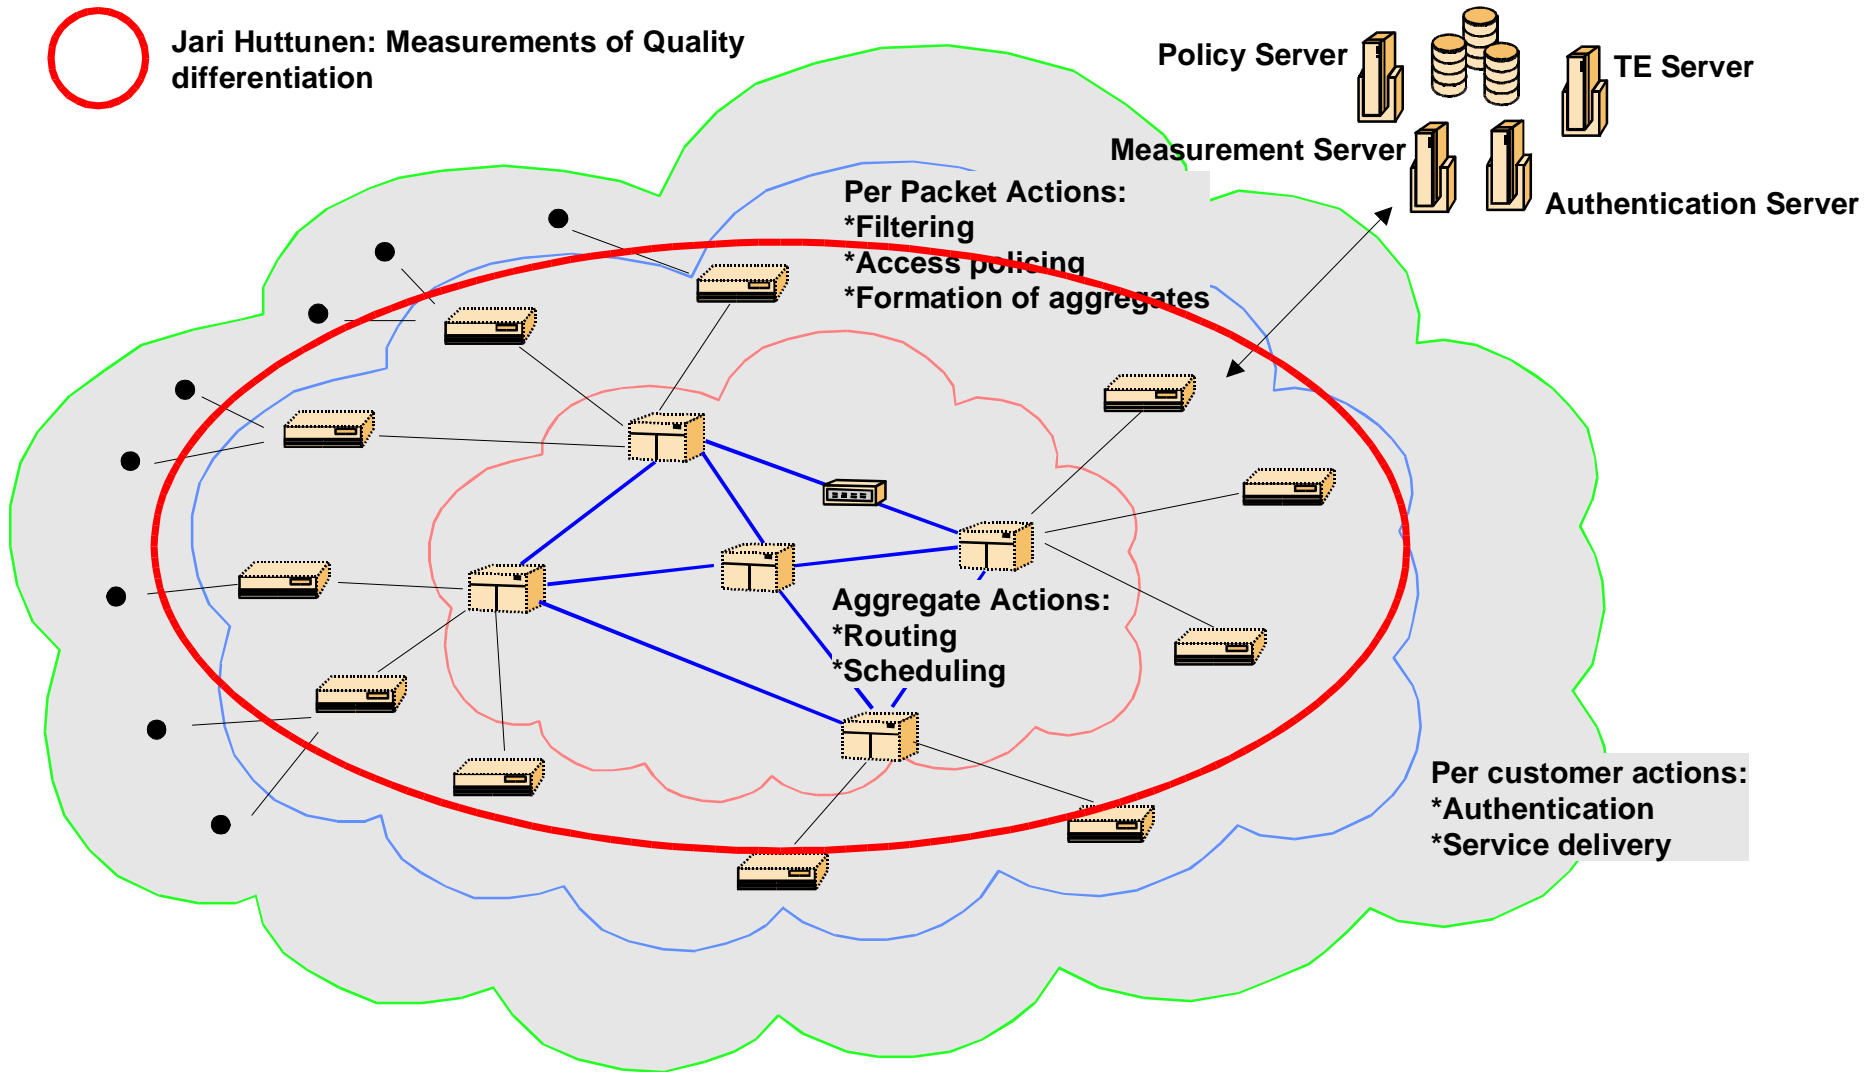 Jari Huttunen: Measurements of Quality
differentiation
Policy Server
TE Server
Measurement Server
Authentication Server
Per Packet Actions:
*Filtering
*Access policing
*Formation of aggregates
Aggregate Actions:
*Routing
*Scheduling
Per customer actions:
*Authentication
*Service delivery